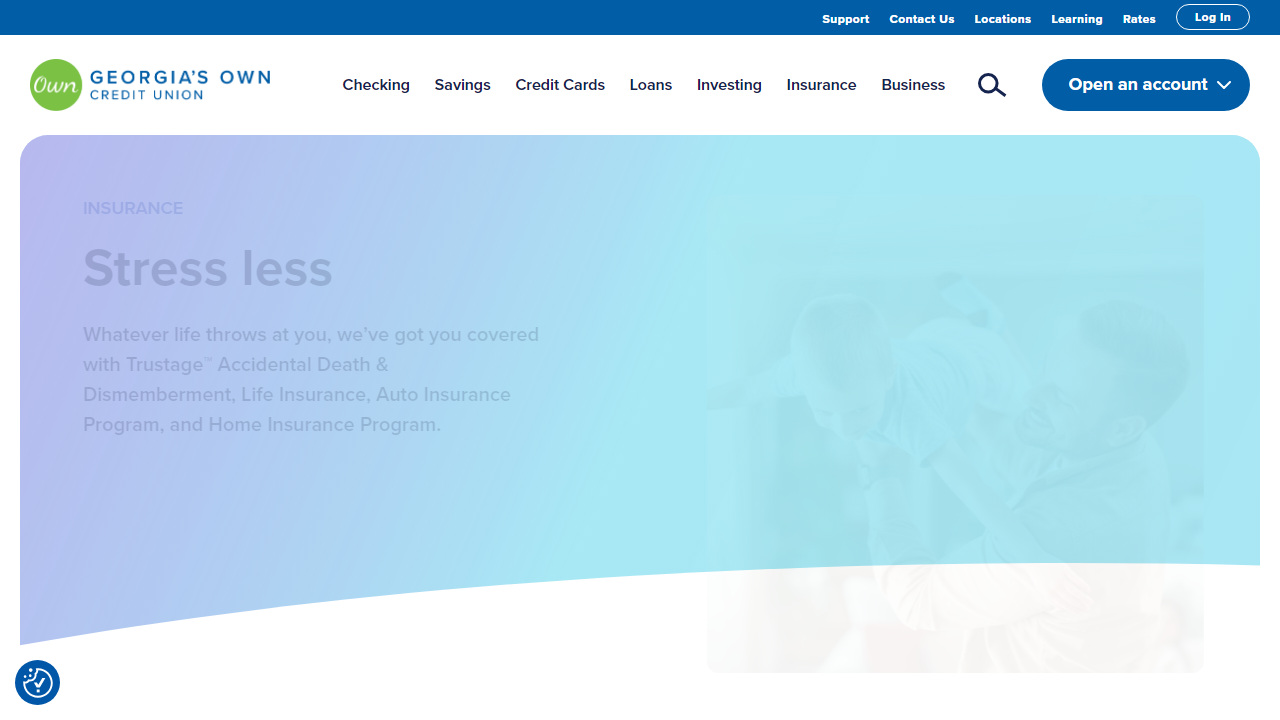 Support Contact Us Locations Learning Rates Log In
Own GEORGIA'S OWN
CREDIT UNION
Checking Savings Credit Cards Loans Investing Insurance Business Open an account
INSURANCE
Stress less
Whatever life throws at you, we’ve got you covered
with Trustage™ Accidental Death &
Dismemberment, Life Insurance, Auto Insurance
Program, and Home Insurance Program.